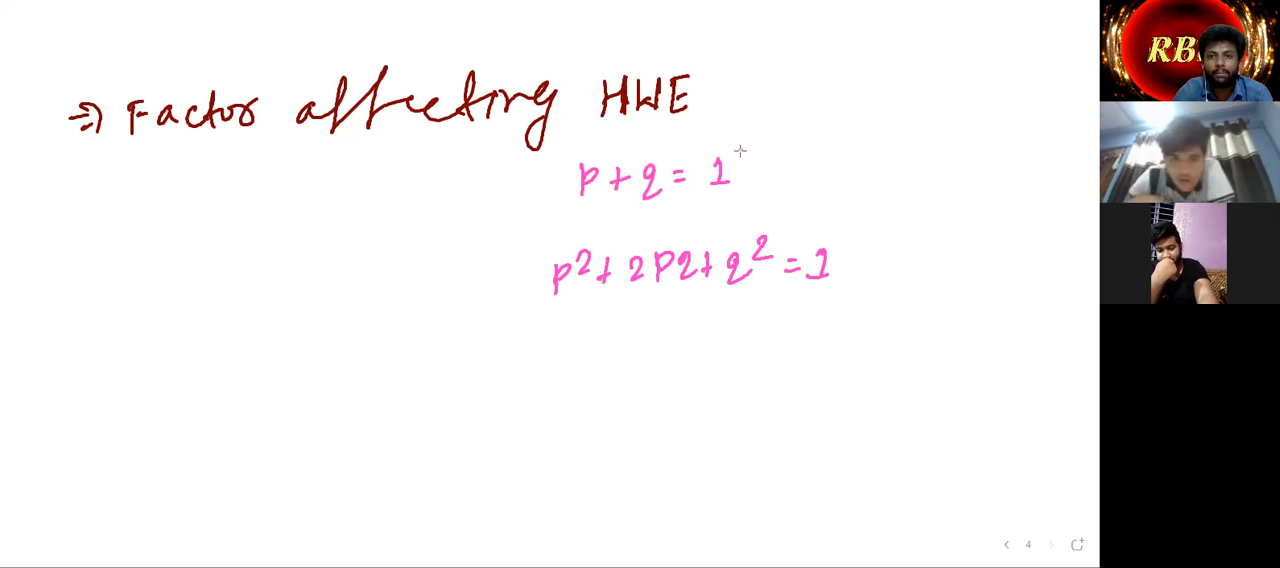 ⇒ Factor affecting HWE
p + q = 1
p² + 2pq + q² = 1
RB
4